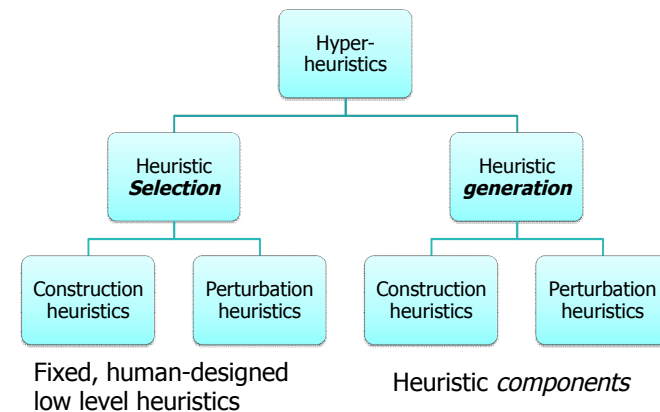 Hyper-
heuristics
Heuristic
Selection
Heuristic
generation
Construction
heuristics
Perturbation
heuristics
Construction
heuristics
Perturbation
heuristics
Fixed, human-designed
low level heuristics
Heuristic components